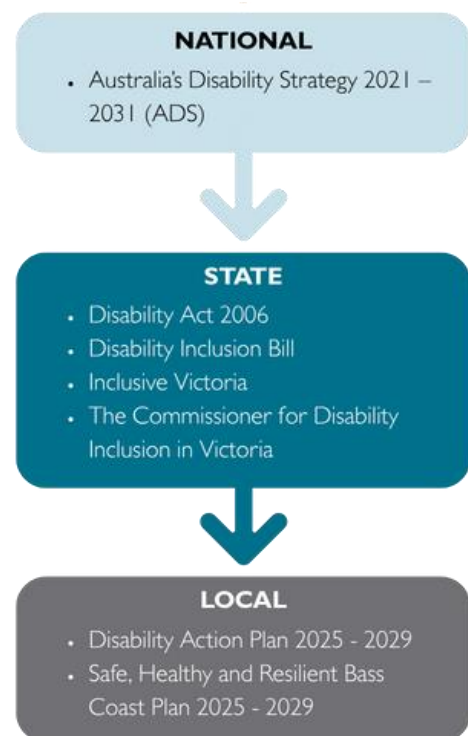 NATIONAL
• Australia's Disability Strategy 2021 –
2031 (ADS)
STATE
• Disability Act 2006
• Disability Inclusion Bill
• Inclusive Victoria
• The Commissioner for Disability
Inclusion in Victoria
LOCAL
• Disability Action Plan 2025 - 2029
• Safe, Healthy and Resilient Bass
Coast Plan 2025 - 2029